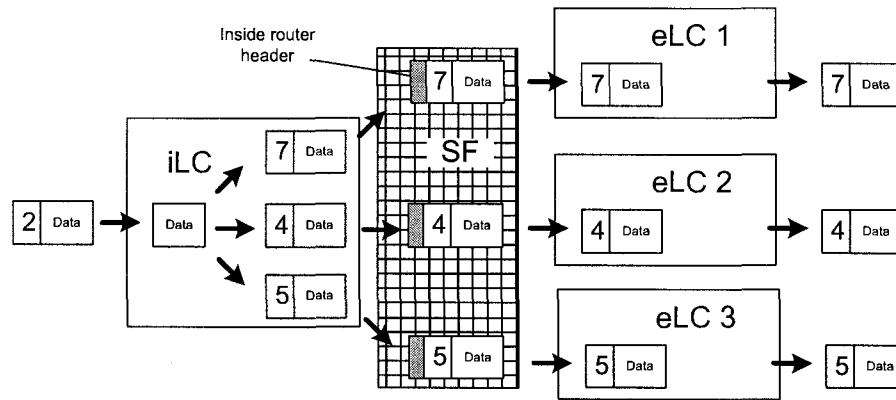 Inside router
header
eLC 1
7 Data
7 Data
7 Data
iLC
7 Data
SF
eLC 2
2 Data
Data
4 Data
4 Data
4 Data
4 Data
5 Data
eLC 3
5 Data
5 Data
5 Data